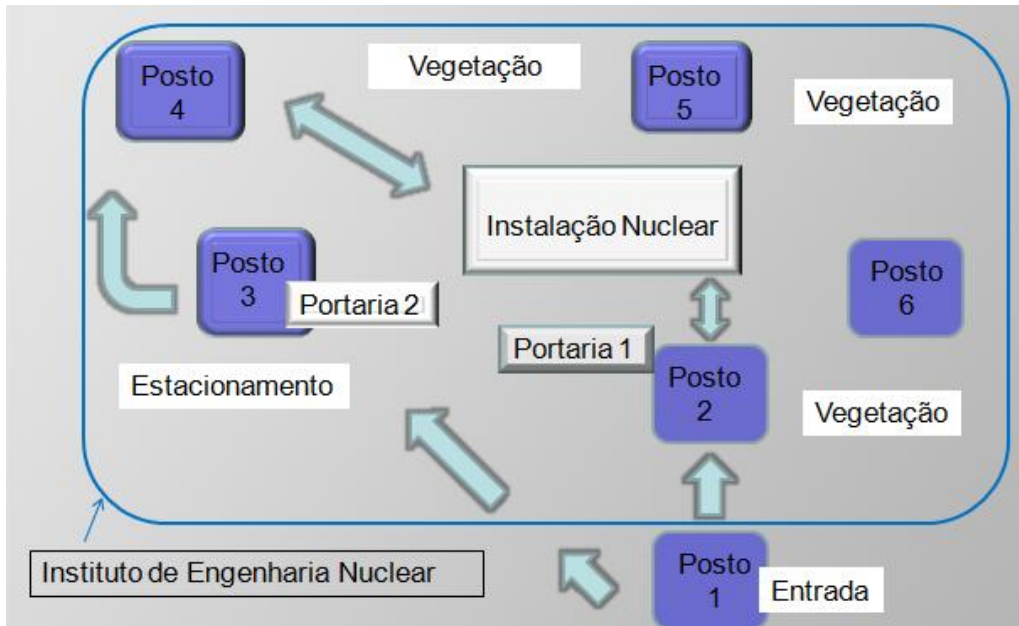 Posto
4
Vegetação
Posto
5
Vegetação
Instalação Nuclear
Posto
3
Portaria 2
Posto
6
Portaria 1
Estacionamento
Posto
2
Vegetação
Instituto de Engenharia Nuclear
Posto
1
Entrada